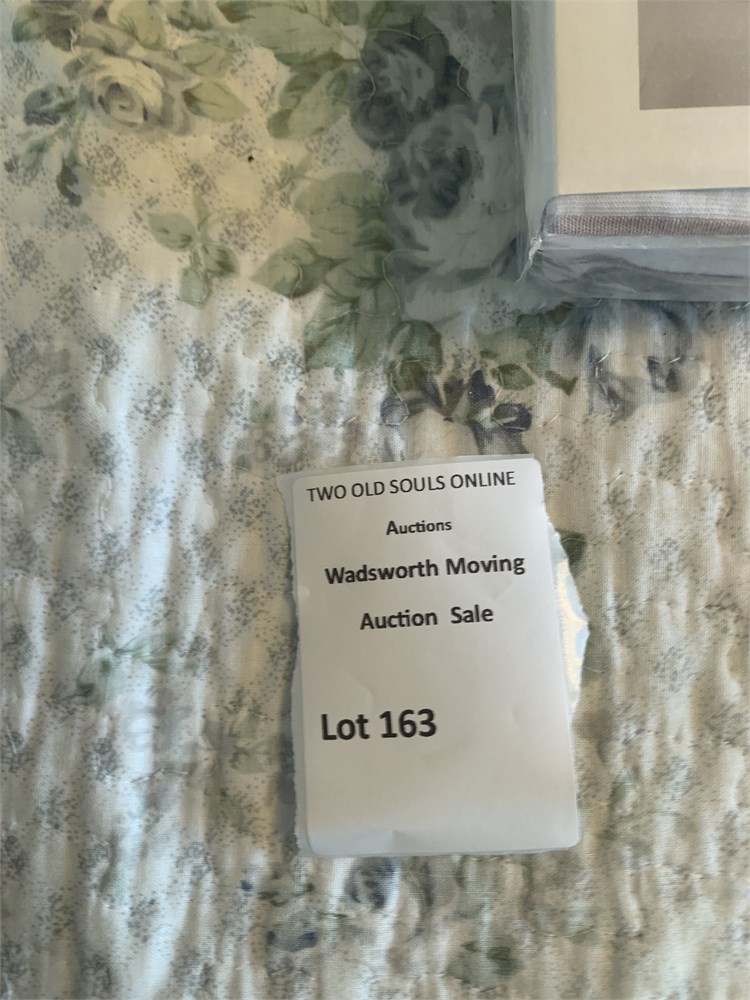 TWO OLD SOULS ONLINE
Auctions
Wadsworth Moving
Auction Sale
Lot 163